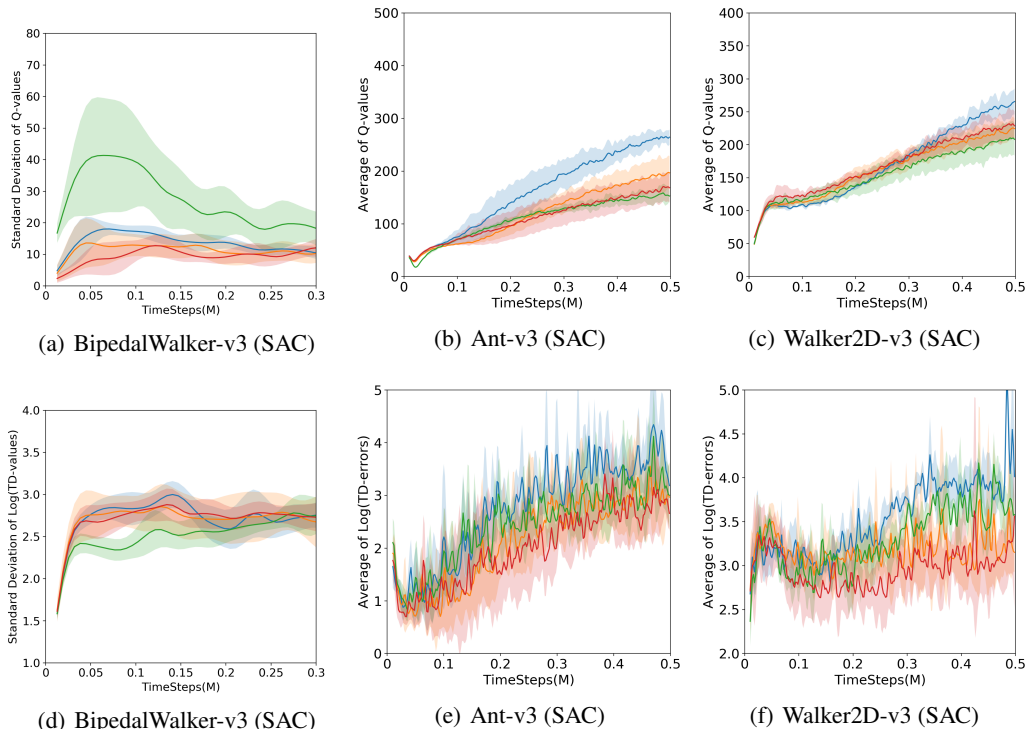 80
70
60
50
40
30
20
10
0
Standard Deviation of Q-values
0 0.05 0.1 0.15 0.2 0.25 0.3
TimeSteps(M)
(a) BipedalWalker-v3 (SAC)
500
400
300
200
100
0
Average of Q-values
0 0.1 0.2 0.3 0.4 0.5
TimeSteps(M)
(b) Ant-v3 (SAC)
400
350
300
250
200
150
100
50
0
Average of Q-values
0 0.1 0.2 0.3 0.4 0.5
TimeSteps(M)
(c) Walker2D-v3 (SAC)
4.0
3.5
3.0
2.5
2.0
1.5
1.0
Standard Deviation of Log(TD-values)
0 0.05 0.1 0.15 0.2 0.25 0.3
TimeSteps(M)
(d) BipedalWalker-v3 (SAC)
5
4
3
2
1
0
Average of Log(TD-errors)
0 0.1 0.2 0.3 0.4 0.5
TimeSteps(M)
(e) Ant-v3 (SAC)
5.0
4.5
4.0
3.5
3.0
2.5
2.0
Average of Log(TD-errors)
0 0.1 0.2 0.3 0.4 0.5
TimeSteps(M)
(f) Walker2D-v3 (SAC)